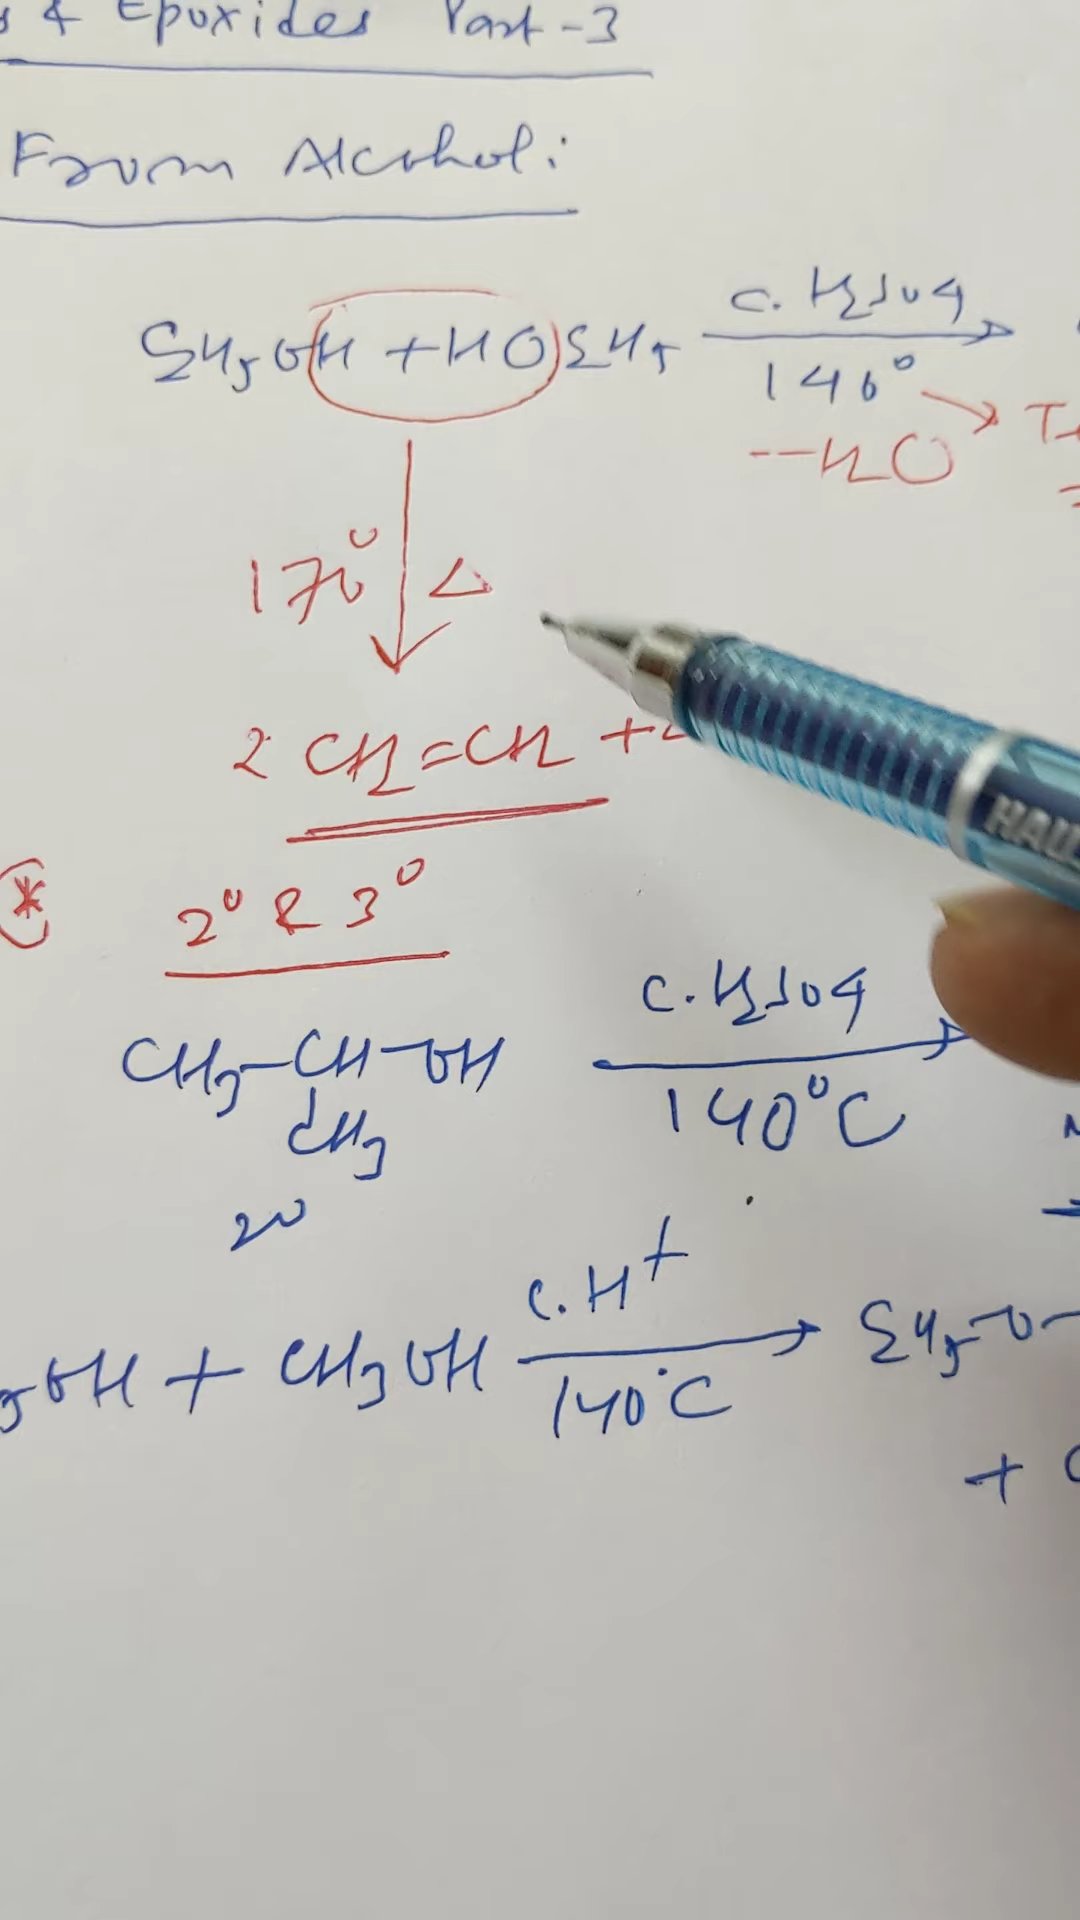 & Epoxides Part-3
From Alcohol:
C2H5OH + HOC2H5 c. H2SO4
140°
--H2O
170° Δ
2 CH2=CH2 +
(*) 2° & 3°
CH3-CH-OH c. H2SO4
CH3 140°C
2°
5OH + CH3OH c. H+ C2H5-O-
140°C
+
HAU